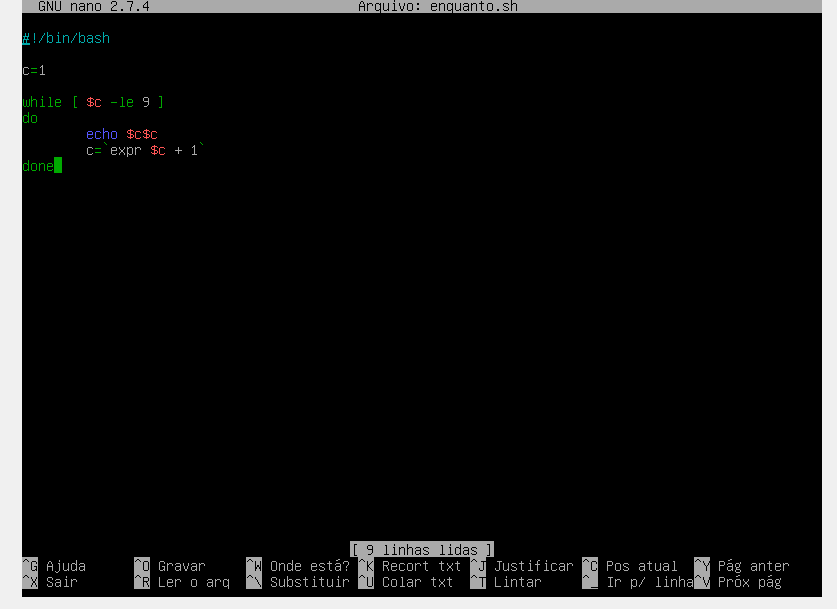 GNU nano 2.7.4 Arquivo: enquanto.sh
#!/bin/bash
c=1
while [ $c -le 9 ]
do
echo $c$c
c=`expr $c + 1`
done
[ 9 linhas lidas ]
^G Ajuda ^O Gravar ^W Onde está? ^K Recort txt ^J Justificar ^C Pos atual ^Y Pág anter
^X Sair ^R Ler o arq ^\ Substituir ^U Colar txt ^T Lintar ^_ Ir p/ linha ^V Próx pág